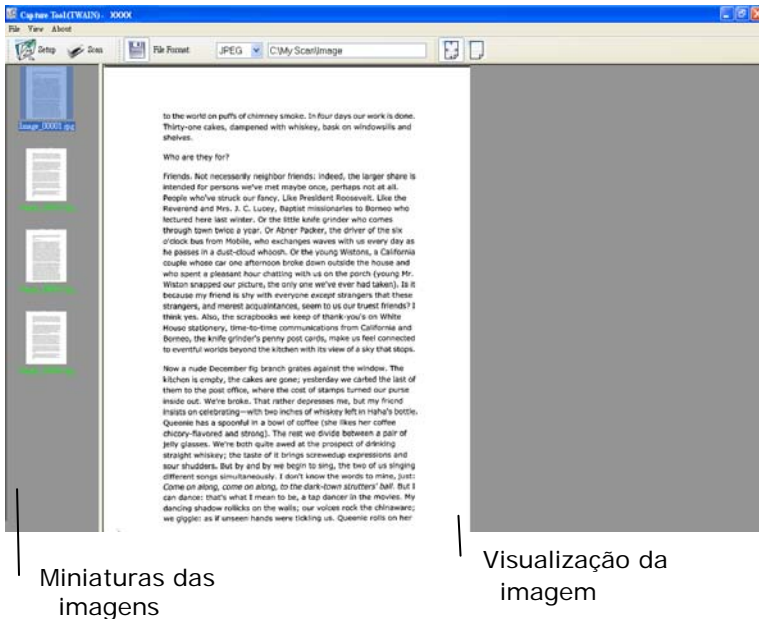 Capture Tool(TWAIN) - XXXX
File View About
Setup Scan File Format: JPEG C:\My Scan\Image
Image_00001.jpg
to the world on puffs of chimney smoke. In four days our work is done.
Thirty-one cakes, dampened with whiskey, bask on windowsills and
shelves.
Who are they for?
Friends. Not necessarily neighbor friends: indeed, the larger share is
intended for persons we've met maybe once, perhaps not at all.
People who've struck our fancy. Like President Roosevelt. Like the
Reverend and Mrs. J. C. Lucey, Baptist missionaries to Borneo who
lectured here last winter. Or the little knife grinder who comes
through town twice a year. Or Abner Packer, the driver of the six
o'clock bus from Mobile, who exchanges waves with us every day as
he passes in a dust-cloud whoosh. Or the young Wistons, a California
couple whose car one afternoon broke down outside the house and
who spent a pleasant hour chatting with us on the porch (young Mr.
Wiston snapped our picture, the only one we've ever had taken). Is it
because my friend is shy with everyone except strangers that these
strangers, and merest acquaintances, seem to us our truest friends? I
think yes. Also, the scrapbooks we keep of thank-you's on White
House stationery, time-to-time communications from California and
Borneo, the knife grinder's penny post cards, make us feel connected
to eventful worlds beyond the kitchen with its view of a sky that stops.
Now a nude December fig branch grates against the window. The
kitchen is empty, the cakes are gone; yesterday we carted the last of
them to the post office, where the cost of stamps turned our purse
inside out. We're broke. That rather depresses me, but my friend
insists on celebrating—with two inches of whiskey left in Haha's bottle.
Queenie has a spoonful in a bowl of coffee (she likes her coffee
chicory-flavored and strong). The rest we divide between a pair of
jelly glasses. We're both quite awed at the prospect of drinking
straight whiskey; the taste of it brings screwedup expressions and
sour shudders. But by and by we begin to sing, the two of us singing
different songs simultaneously. I don't know the words to mine, just:
Come on along, come on along, to the dark-town strutters' ball. But I
can dance: that's what I mean to be, a tap dancer in the movies. My
dancing shadow rollicks on the walls; our voices rock the chinaware;
we giggle: as if unseen hands were tickling us. Queenie rolls on her
Miniaturas das
imagens
Visualização da
imagem